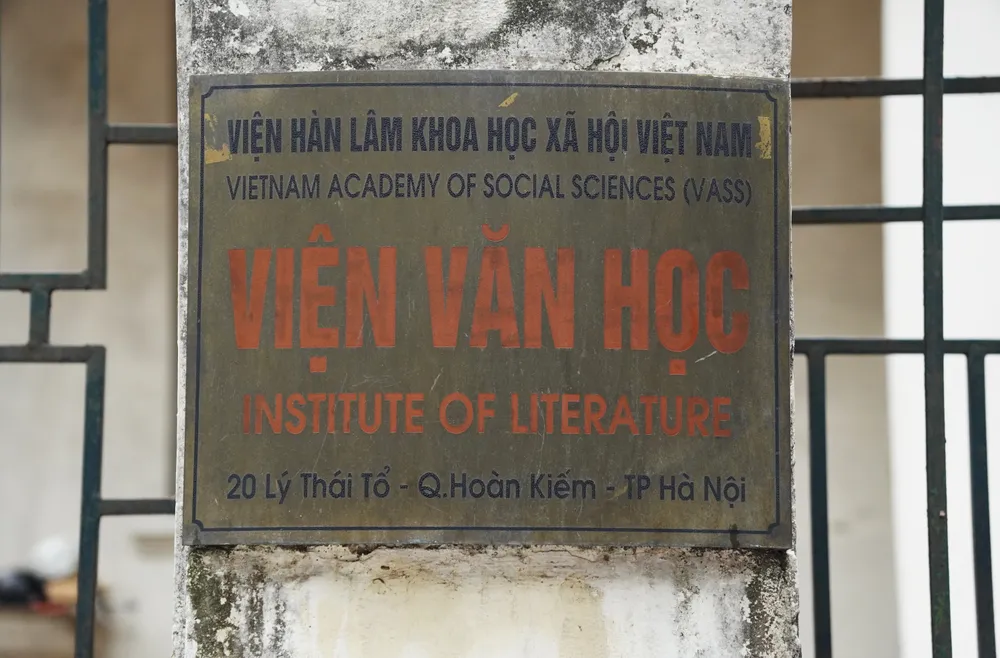 VIỆN HÀN LÂM KHOA HỌC XÃ HỘI VIỆT NAM
VIETNAM ACADEMY OF SOCIAL SCIENCES (VASS)
VIỆN VĂN HỌC
INSTITUTE OF LITERATURE
20 Lý Thái Tổ - Q.Hoàn Kiếm - TP Hà Nội